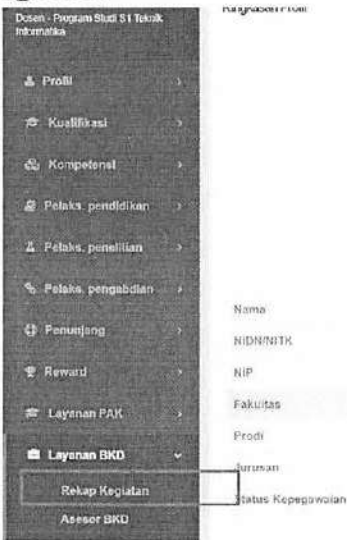 Dosen - Program Studi S1 Teknik
Informatika
Profil
Kualifikasi
Kompetensi
Pelaks. pendidikan
Pelaks. penelitian
Pelaks. pengabdian
Penunjang
Reward
Layanan PAK
Layanan BKD
Rekap Kegiatan
Asesor BKD
Nama
NIDN/NITK
NIP
Fakultas
Prodi
Jurusan
Status Kepegawaian